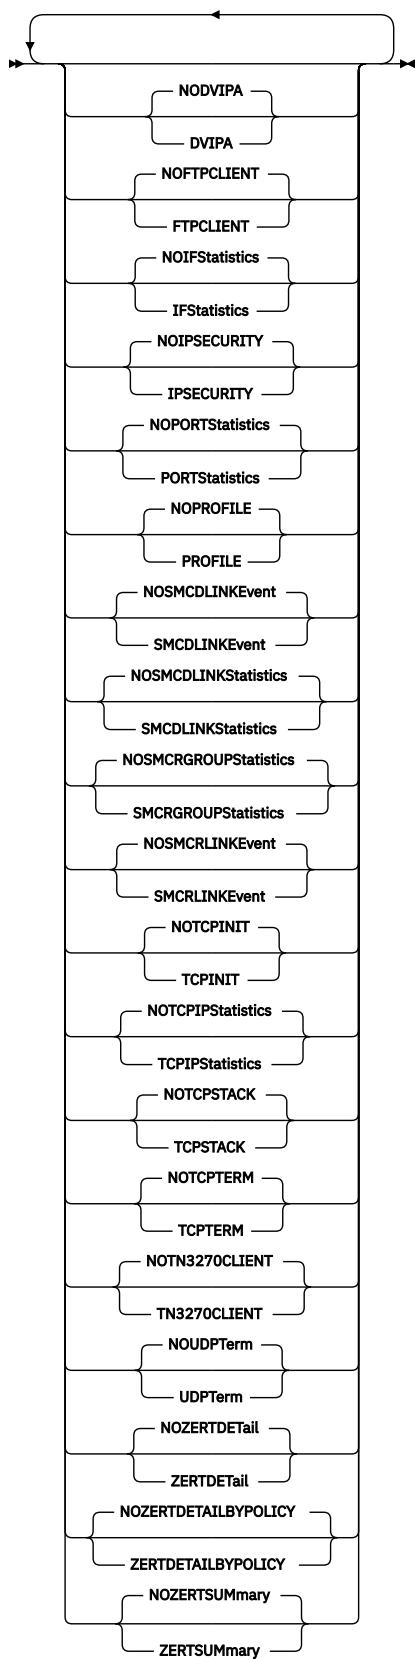 NODVIPA
DVIPA
NOFTPCLIENT
FTPCLIENT
NOIFStatistics
IFStatistics
NOIPSECURITY
IPSECURITY
NOPORTStatistics
PORTStatistics
NOPROFILE
PROFILE
NOSMCDLINKEvent
SMCDLINKEvent
NOSMCDLINKStatistics
SMCDLINKStatistics
NOSMCRGROUPStatistics
SMCRGROUPStatistics
NOSMCRLINKEvent
SMCRLINKEvent
NOTCPINIT
TCPINIT
NOTCPIPStatistics
TCPIPStatistics
NOTCPSTACK
TCPSTACK
NOTCPTERM
TCPTERM
NOTN3270CLIENT
TN3270CLIENT
NOUDPTerm
UDPTerm
NOZERTDETail
ZERTDETail
NOZERTDETAILBYPOLICY
ZERTDETAILBYPOLICY
NOZERTSUMmary
ZERTSUMmary